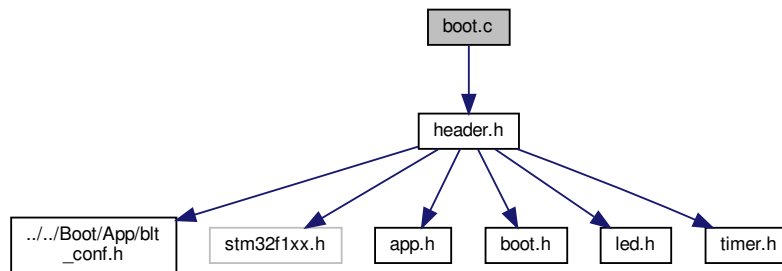 boot.c
header.h
../../Boot/App/blt
_conf.h
stm32f1xx.h
app.h
boot.h
led.h
timer.h